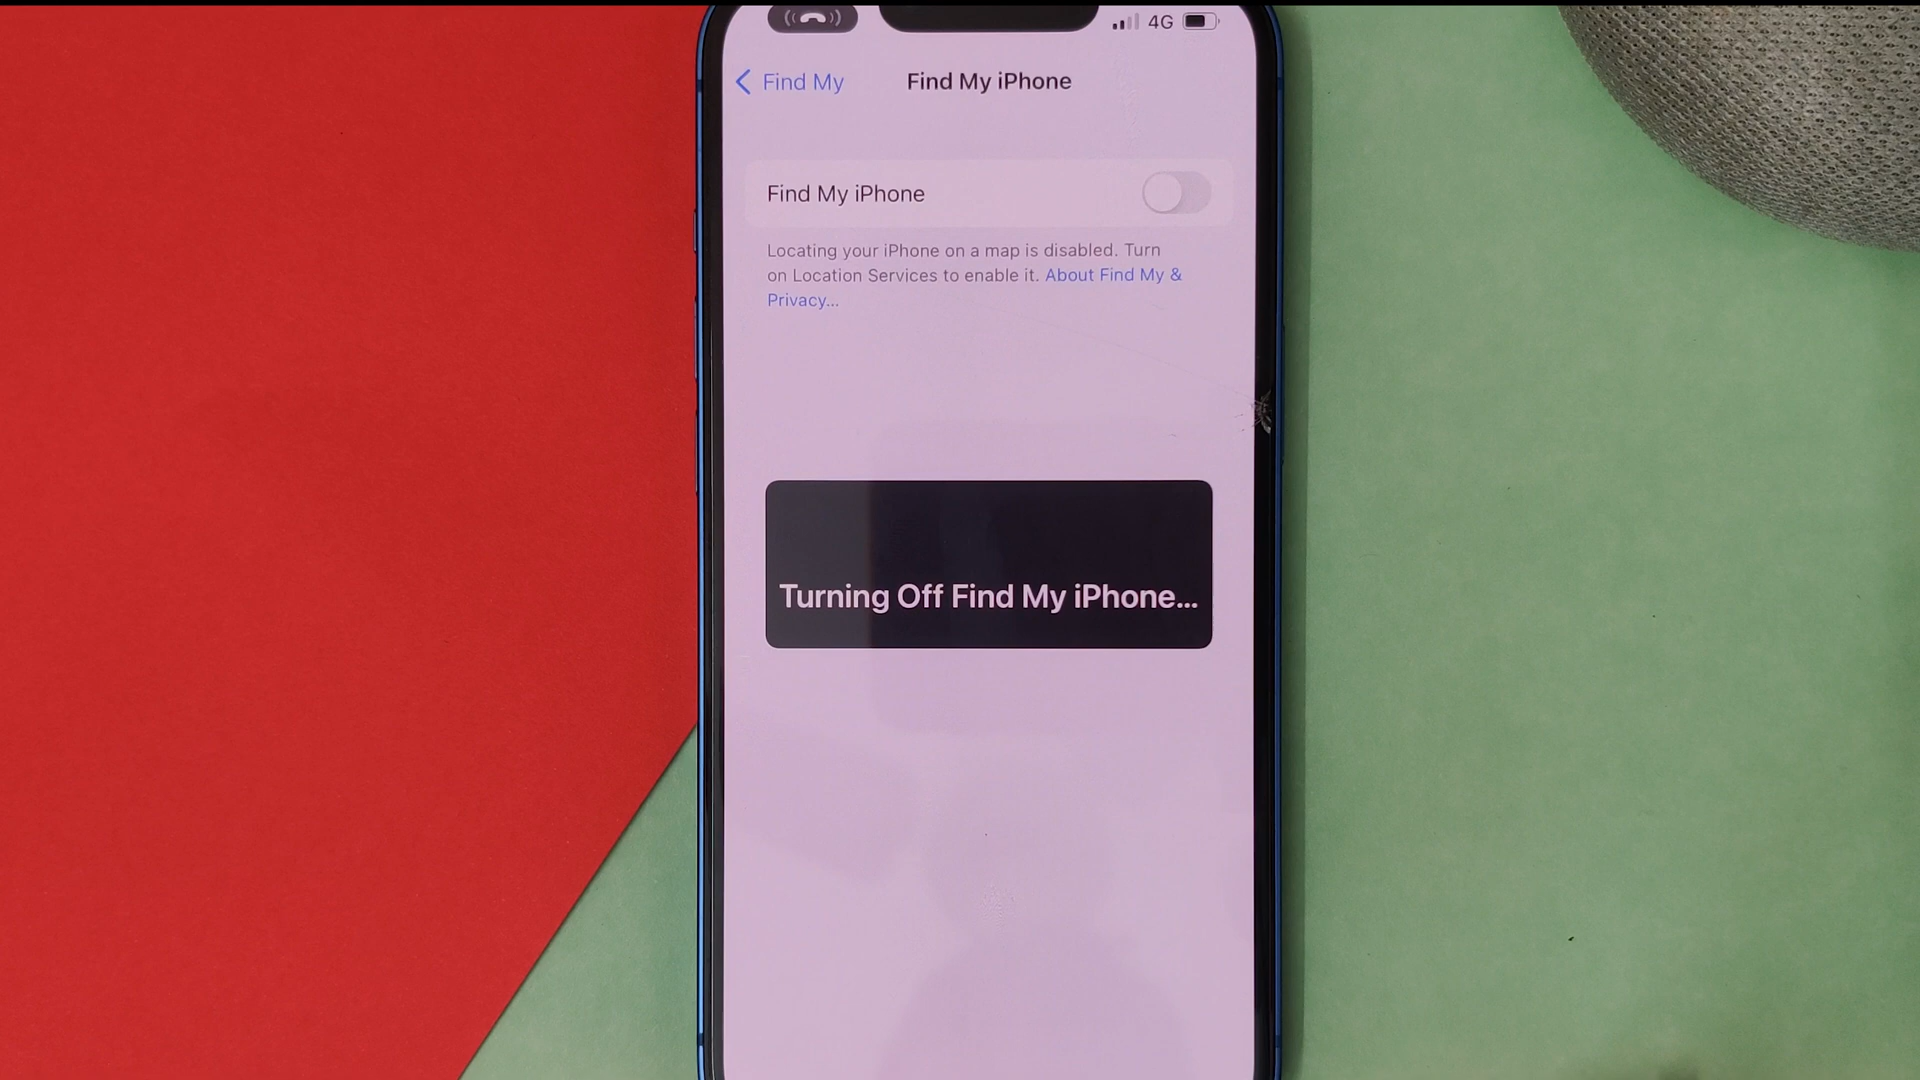 4G
Find My
Find My iPhone
Find My iPhone
Locating your iPhone on a map is disabled. Turn
on Location Services to enable it. About Find My &
Privacy...
Turning Off Find My iPhone...